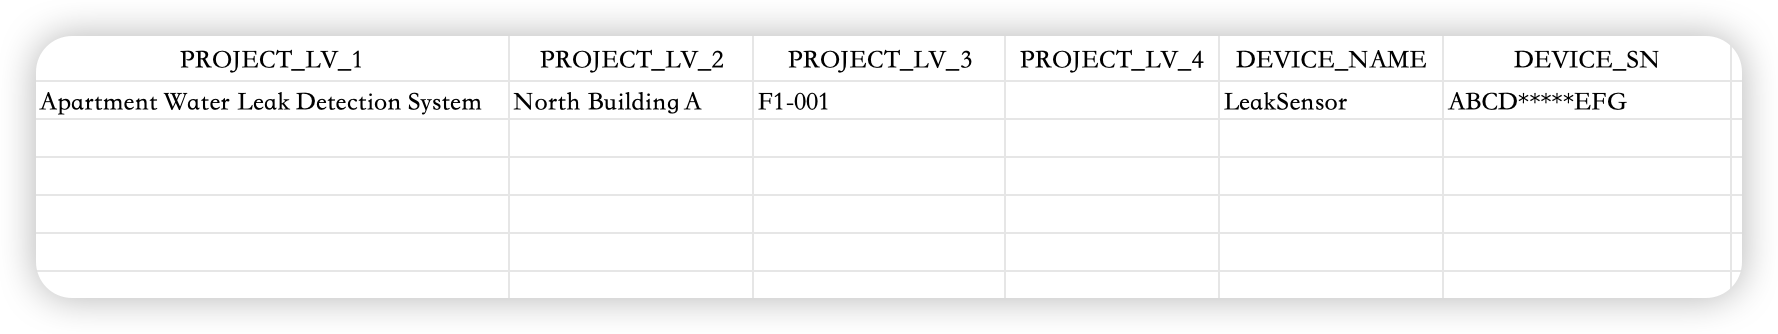 PROJECT_LV_1 PROJECT_LV_2 PROJECT_LV_3 PROJECT_LV_4 DEVICE_NAME DEVICE_SN
Apartment Water Leak Detection System North Building A F1-001 LeakSensor ABCD*****EFG